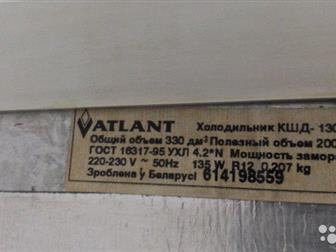 ATLANT Холодильник КШД-130
Общий объем 330 дм³ Полезный объем 200
ГОСТ 16317-95 УХЛ 4.2*N Мощность замор
220-230 V ~ 50Hz 135 W R12 0,207 kg
Зроблена ў Беларусі 614198559
Avito